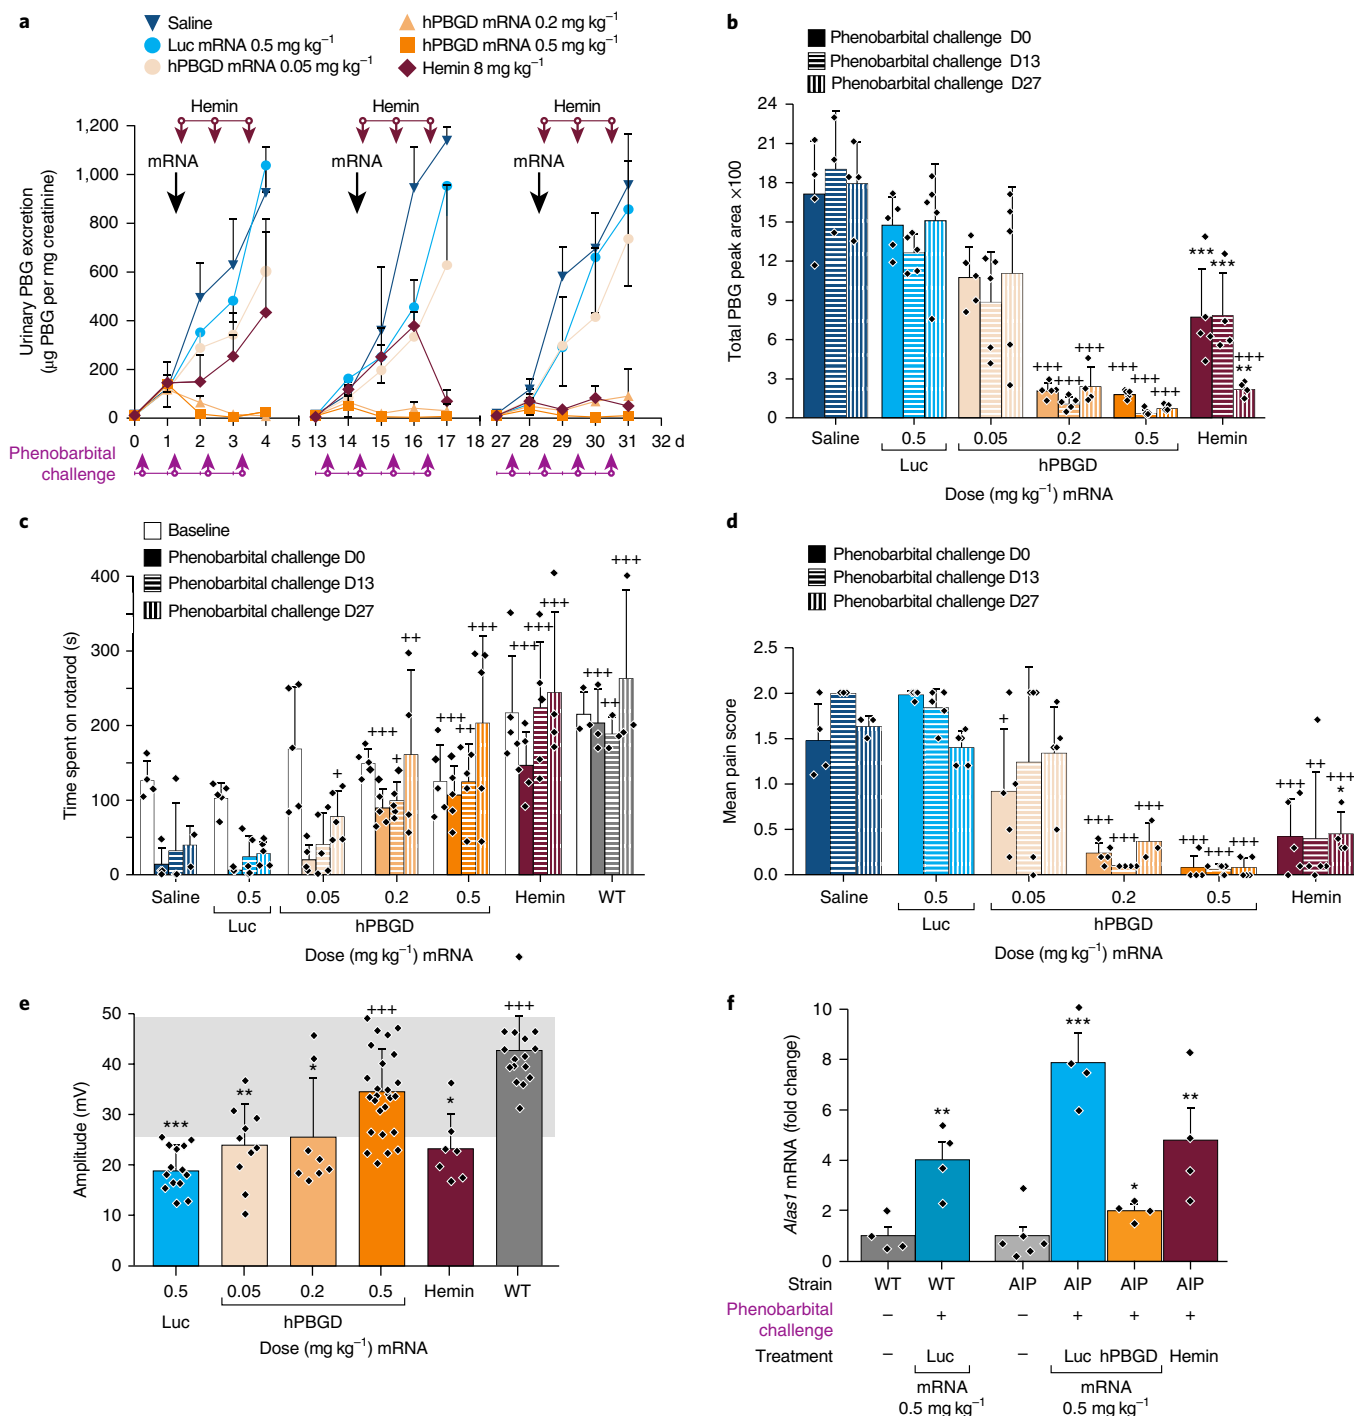 a
Saline
Luc mRNA 0.5 mg kg⁻¹
hPBGD mRNA 0.05 mg kg⁻¹
hPBGD mRNA 0.2 mg kg⁻¹
hPBGD mRNA 0.5 mg kg⁻¹
Hemin 8 mg kg⁻¹
Hemin
Hemin
Hemin
mRNA
mRNA
mRNA
Urinary PBG excretion
(µg PBG per mg creatinine)
1,200
1,000
800
600
400
200
0
0 1 2 3 4 5 13 14 15 16 17 18 27 28 29 30 31 32 d
Phenobarbital
challenge
b
Phenobarbital challenge D0
Phenobarbital challenge D13
Phenobarbital challenge D27
Total PBG peak area ×100
24
21
18
15
12
9
6
3
0
+++ +++ +++
+++ +++ +++
*** ***
+++
**
Saline 0.5 0.05 0.2 0.5 Hemin
Luc hPBGD
Dose (mg kg⁻¹) mRNA
c
Baseline
Phenobarbital challenge D0
Phenobarbital challenge D13
Phenobarbital challenge D27
Time spent on rotarod (s)
400
300
200
100
0
+
+++ + ++
+++ ++ +++
+++ +++ +++
+++ ++ +++
Saline 0.5 0.05 0.2 0.5 Hemin WT
Luc hPBGD
Dose (mg kg⁻¹) mRNA
d
Phenobarbital challenge D0
Phenobarbital challenge D13
Phenobarbital challenge D27
Mean pain score
2.5
2.0
1.5
1.0
0.5
0.0
+
+++ +++ +++
+++ +++ +++
+++ ++ +++
*
Saline 0.5 0.05 0.2 0.5 Hemin
Luc hPBGD
Dose (mg kg⁻¹) mRNA
e
Amplitude (mV)
50
40
30
20
10
0
*** ** * +++ * +++
0.5 0.05 0.2 0.5 Hemin WT
Luc hPBGD
Dose (mg kg⁻¹) mRNA
f
Alas1 mRNA (fold change)
10
8
6
4
2
0
** *** * **
Strain WT WT AIP AIP AIP AIP
Phenobarbital
challenge
– + – + + +
Treatment – Luc – Luc hPBGD Hemin
mRNA
0.5 mg kg⁻¹
mRNA
0.5 mg kg⁻¹